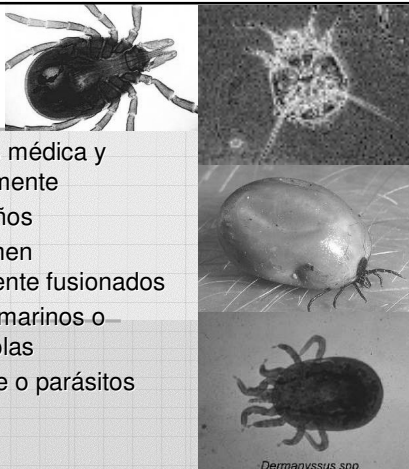 médica y
mente
ños
men
ente fusionados
marinos o
olas
e o parásitos
Dermanyssus spp